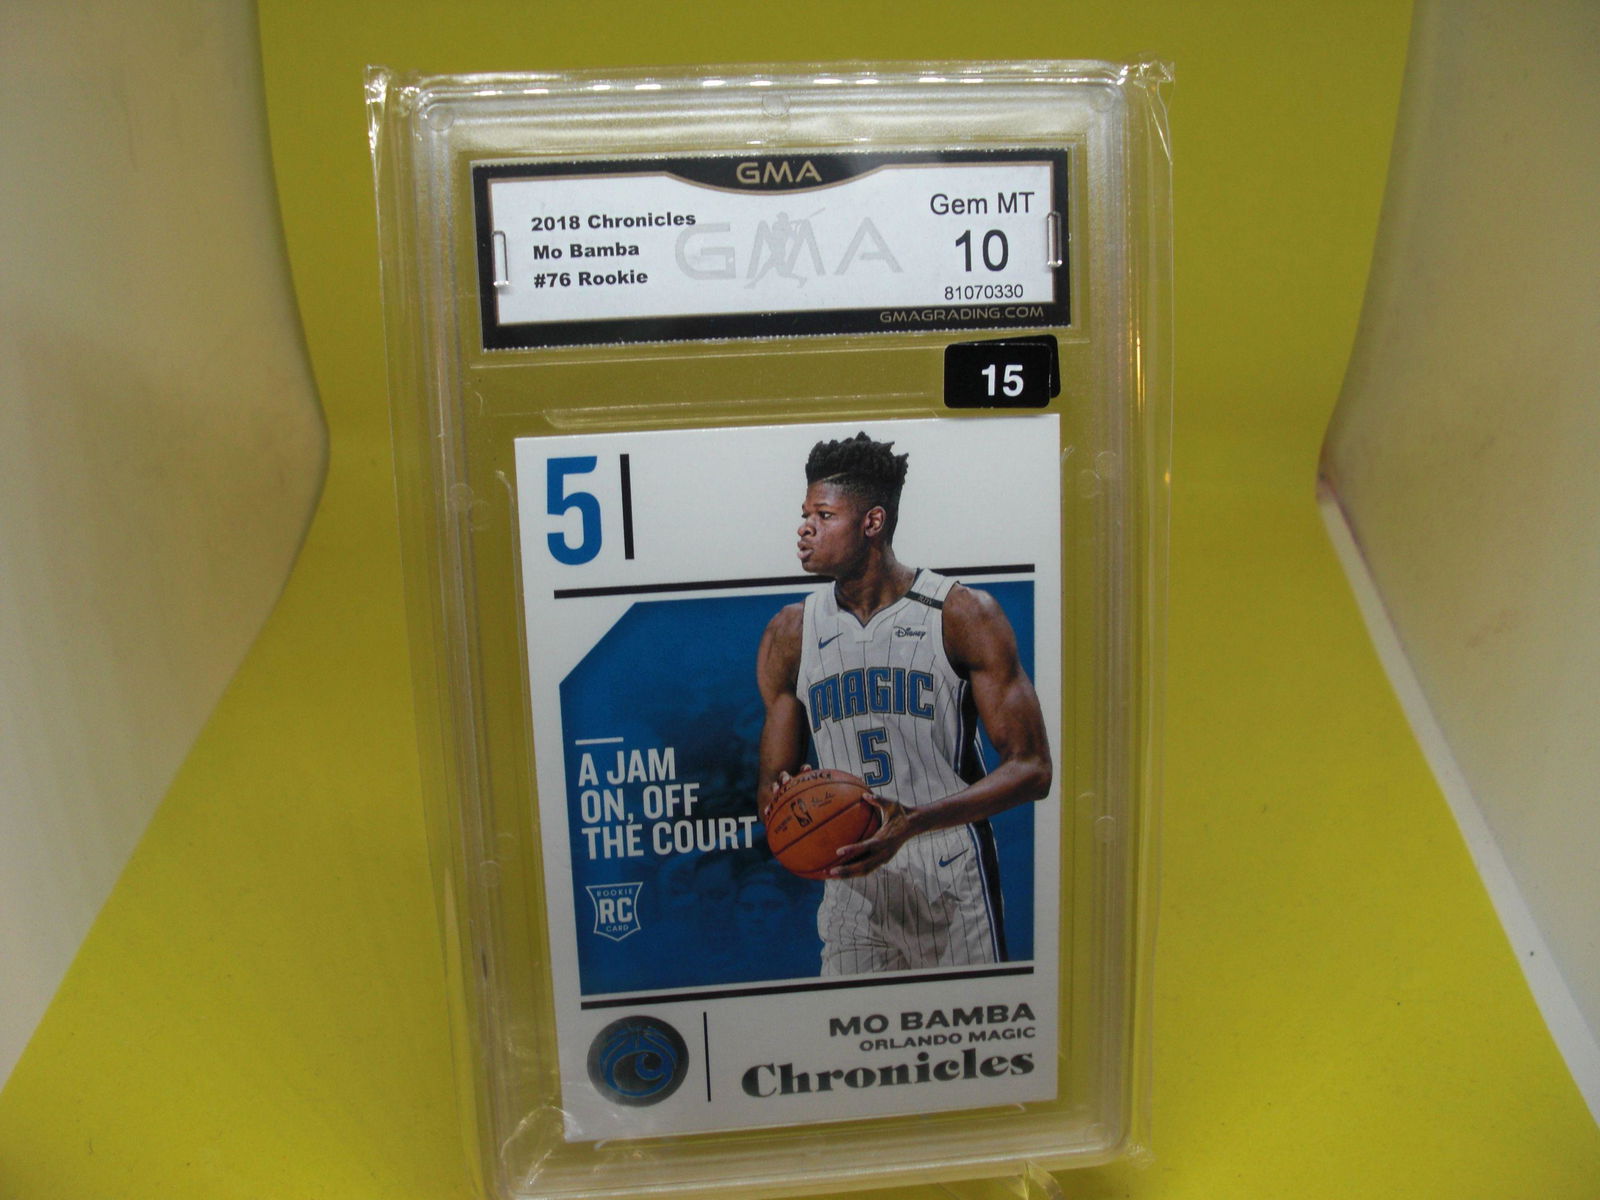 GMA
2018 Chronicles
Mo Bamba
#76 Rookie
GMA
Gem MT
10
81070330
GMAGRADING.COM
15
5
Disney
MAGIC
5
A JAM
ON, OFF
THE COURT
ROOKIE
RC
CARD
MO BAMBA
ORLANDO MAGIC
Chronicles